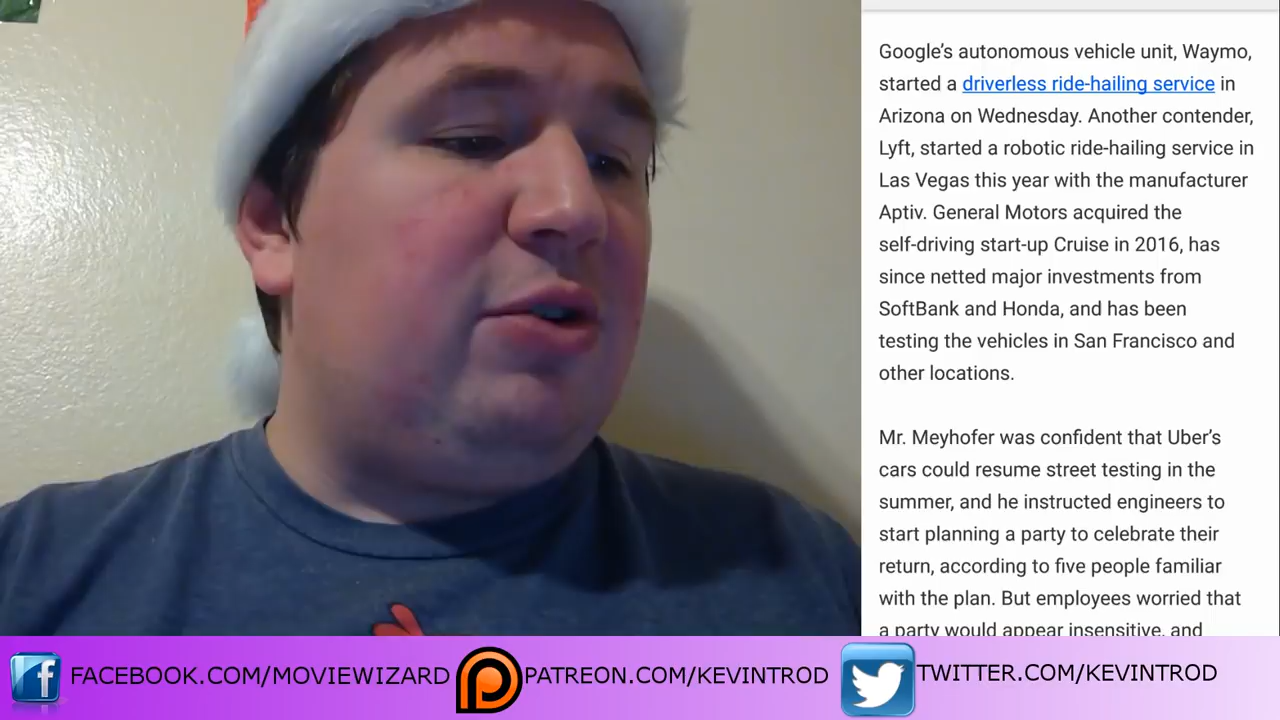 Google’s autonomous vehicle unit, Waymo,
started a driverless ride-hailing service in
Arizona on Wednesday. Another contender,
Lyft, started a robotic ride-hailing service in
Las Vegas this year with the manufacturer
Aptiv. General Motors acquired the
self-driving start-up Cruise in 2016, has
since netted major investments from
SoftBank and Honda, and has been
testing the vehicles in San Francisco and
other locations.
Mr. Meyhofer was confident that Uber’s
cars could resume street testing in the
summer, and he instructed engineers to
start planning a party to celebrate their
return, according to five people familiar
with the plan. But employees worried that
a party would appear insensitive, and
FACEBOOK.COM/MOVIEWIZARD
PATREON.COM/KEVINTROD
TWITTER.COM/KEVINTROD